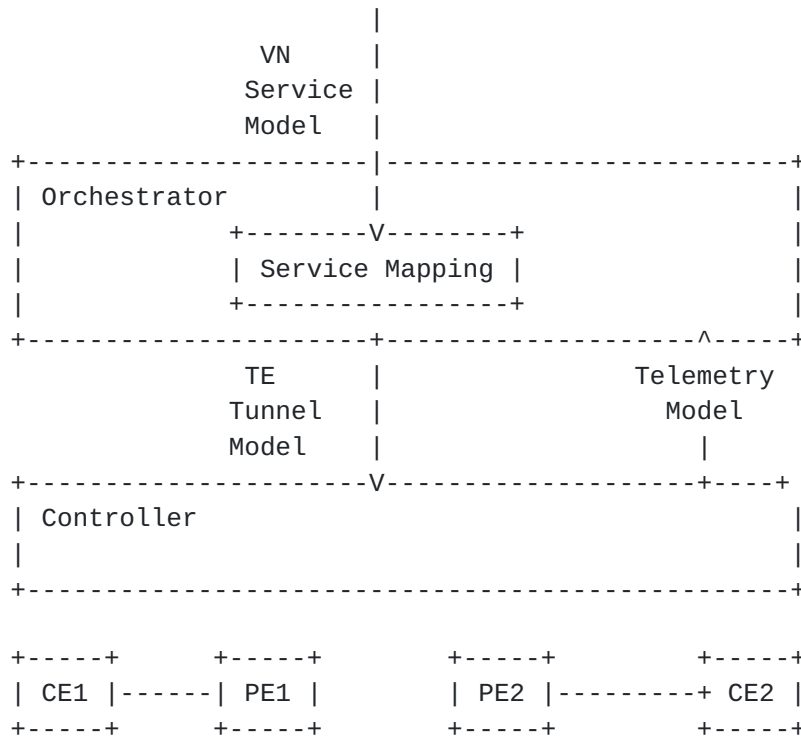 |
                VN     |
               Service |
               Model   |
+----------------------|--------------------------+
| Orchestrator         |                          |
|             +--------V--------+                 |
|             | Service Mapping |                 |
|             +-----------------+                 |
+----------------------+--------------------^-----+
               TE      |                Telemetry
              Tunnel   |                  Model
              Model    |                    |
+----------------------V--------------------+----+
| Controller                                      |
|                                                 |
+-------------------------------------------------+

+-----+      +-----+        +-----+         +-----+
| CE1 |------| PE1 |        | PE2 |---------+ CE2 |
+-----+      +-----+        +-----+         +-----+